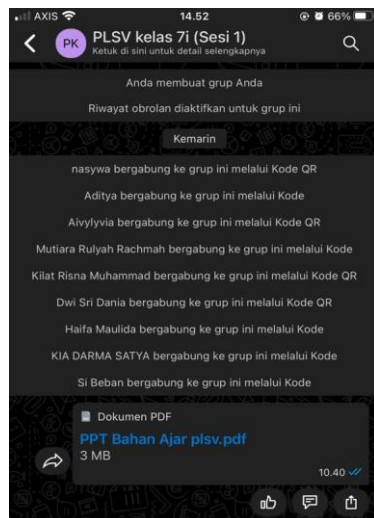 AXIS 14.52 66%
PK PLSV kelas 7i (Sesi 1)
Ketuk di sini untuk detail selengkapnya
Anda membuat grup Anda
Riwayat obrolan diaktifkan untuk grup ini
Kemarin
nasywa bergabung ke grup ini melalui Kode QR
Aditya bergabung ke grup ini melalui Kode
Aivylyvia bergabung ke grup ini melalui Kode QR
Mutiara Rulyah Rachmah bergabung ke grup ini melalui Kode
Kilat Risna Muhammad bergabung ke grup ini melalui Kode QR
Dwi Sri Dania bergabung ke grup ini melalui Kode QR
Haifa Maulida bergabung ke grup ini melalui Kode
KIA DARMA SATYA bergabung ke grup ini melalui Kode
Si Beban bergabung ke grup ini melalui Kode
Dokumen PDF
PPT Bahan Ajar plsv.pdf
3 MB
10.40